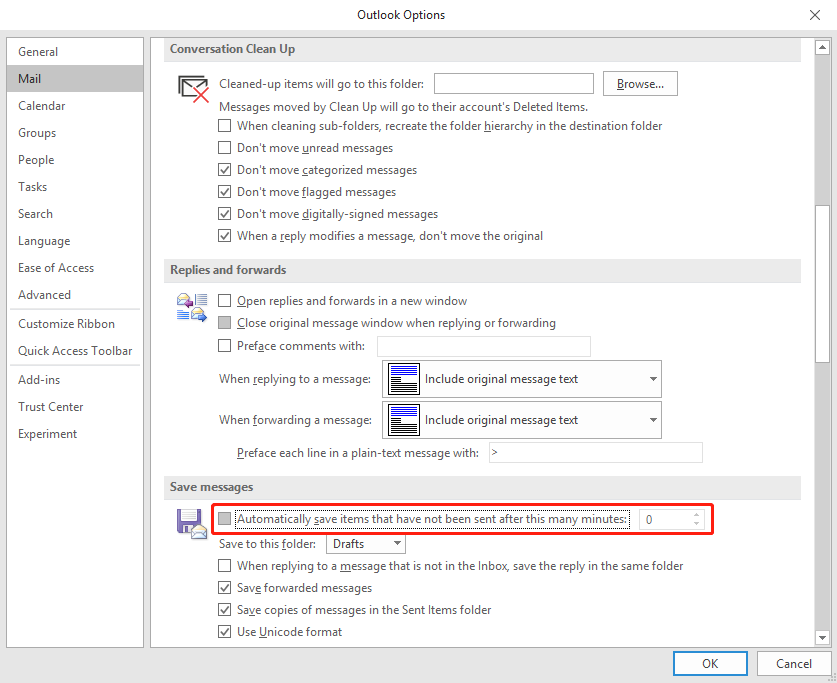 Outlook Options
General
Mail
Calendar
Groups
People
Tasks
Search
Language
Ease of Access
Advanced
Customize Ribbon
Quick Access Toolbar
Add-ins
Trust Center
Experiment
Conversation Clean Up
Cleaned-up items will go to this folder: Browse...
Messages moved by Clean Up will go to their account's Deleted Items.
When cleaning sub-folders, recreate the folder hierarchy in the destination folder
Don't move unread messages
Don't move categorized messages
Don't move flagged messages
Don't move digitally-signed messages
When a reply modifies a message, don't move the original
Replies and forwards
Open replies and forwards in a new window
Close original message window when replying or forwarding
Preface comments with:
When replying to a message: Include original message text
When forwarding a message: Include original message text
Preface each line in a plain-text message with: >
Save messages
Automatically save items that have not been sent after this many minutes: 0
Save to this folder: Drafts
When replying to a message that is not in the Inbox, save the reply in the same folder
Save forwarded messages
Save copies of messages in the Sent Items folder
Use Unicode format
OK Cancel